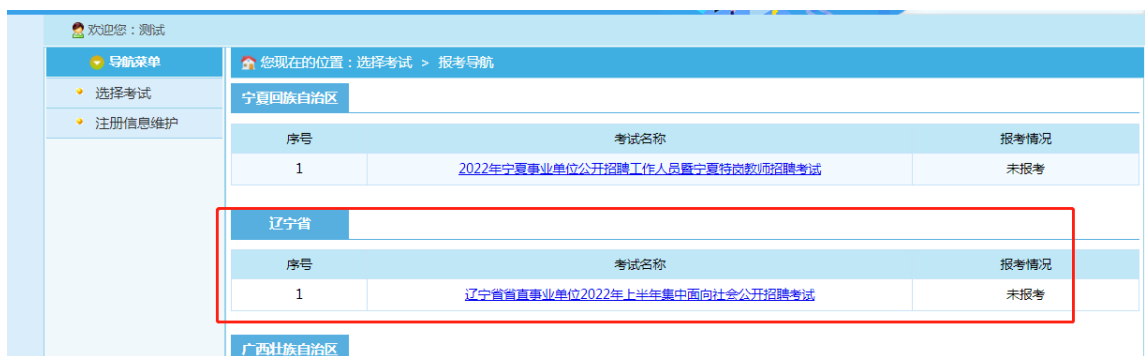 欢迎您：测试
导航菜单
选择考试
注册信息维护
您现在的位置：选择考试 > 报考导航
宁夏回族自治区
序号 考试名称 报考情况
1 2022年宁夏事业单位公开招聘工作人员暨宁夏特岗教师招聘考试 未报考
辽宁省
序号 考试名称 报考情况
1 辽宁省省直事业单位2022年上半年集中面向社会公开招聘考试 未报考
广西壮族自治区